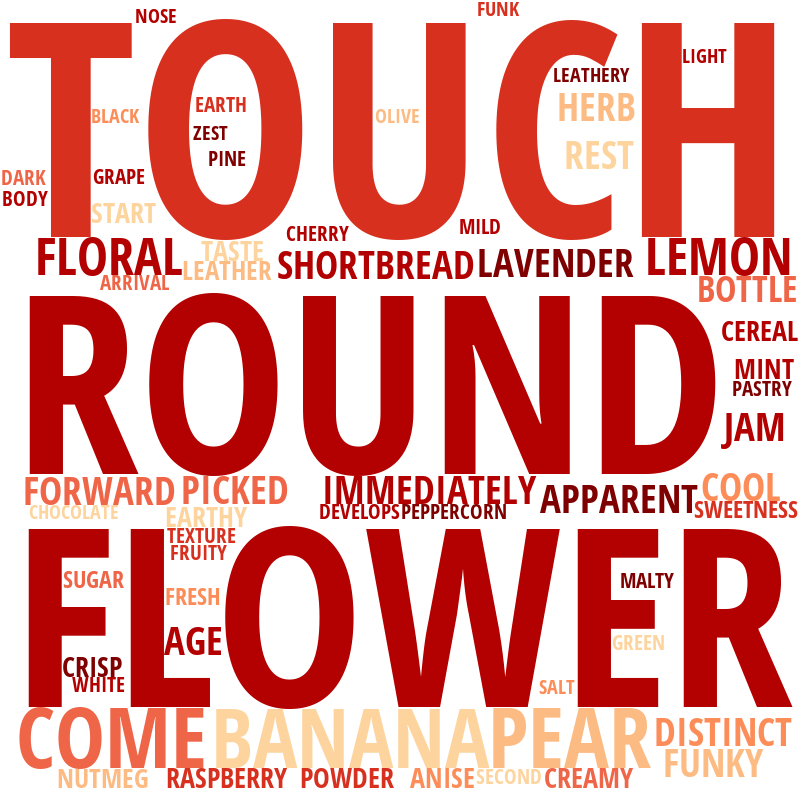 NOSE FUNK
TOUCH
LIGHT
LEATHERY
BLACK EARTH OLIVE HERB
ZEST
PINE REST
DARK GRAPE
BODY
START
CHERRY MILD
FLORAL TASTE SHORTBREAD LAVENDER LEMON
LEATHER
ARRIVAL BOTTLE
ROUND
CEREAL
MINT
PASTRY
JAM
FORWARD PICKED IMMEDIATELY APPARENT COOL
CHOCOLATE EARTHY DEVELOPS PEPPERCORN SWEETNESS
FLOWER
TEXTURE
FRUITY
SUGAR MALTY
FRESH
AGE GREEN
CRISP
WHITE SALT
COME BANANA PEAR DISTINCT
FUNKY
NUTMEG RASPBERRY POWDER ANISE SECOND CREAMY